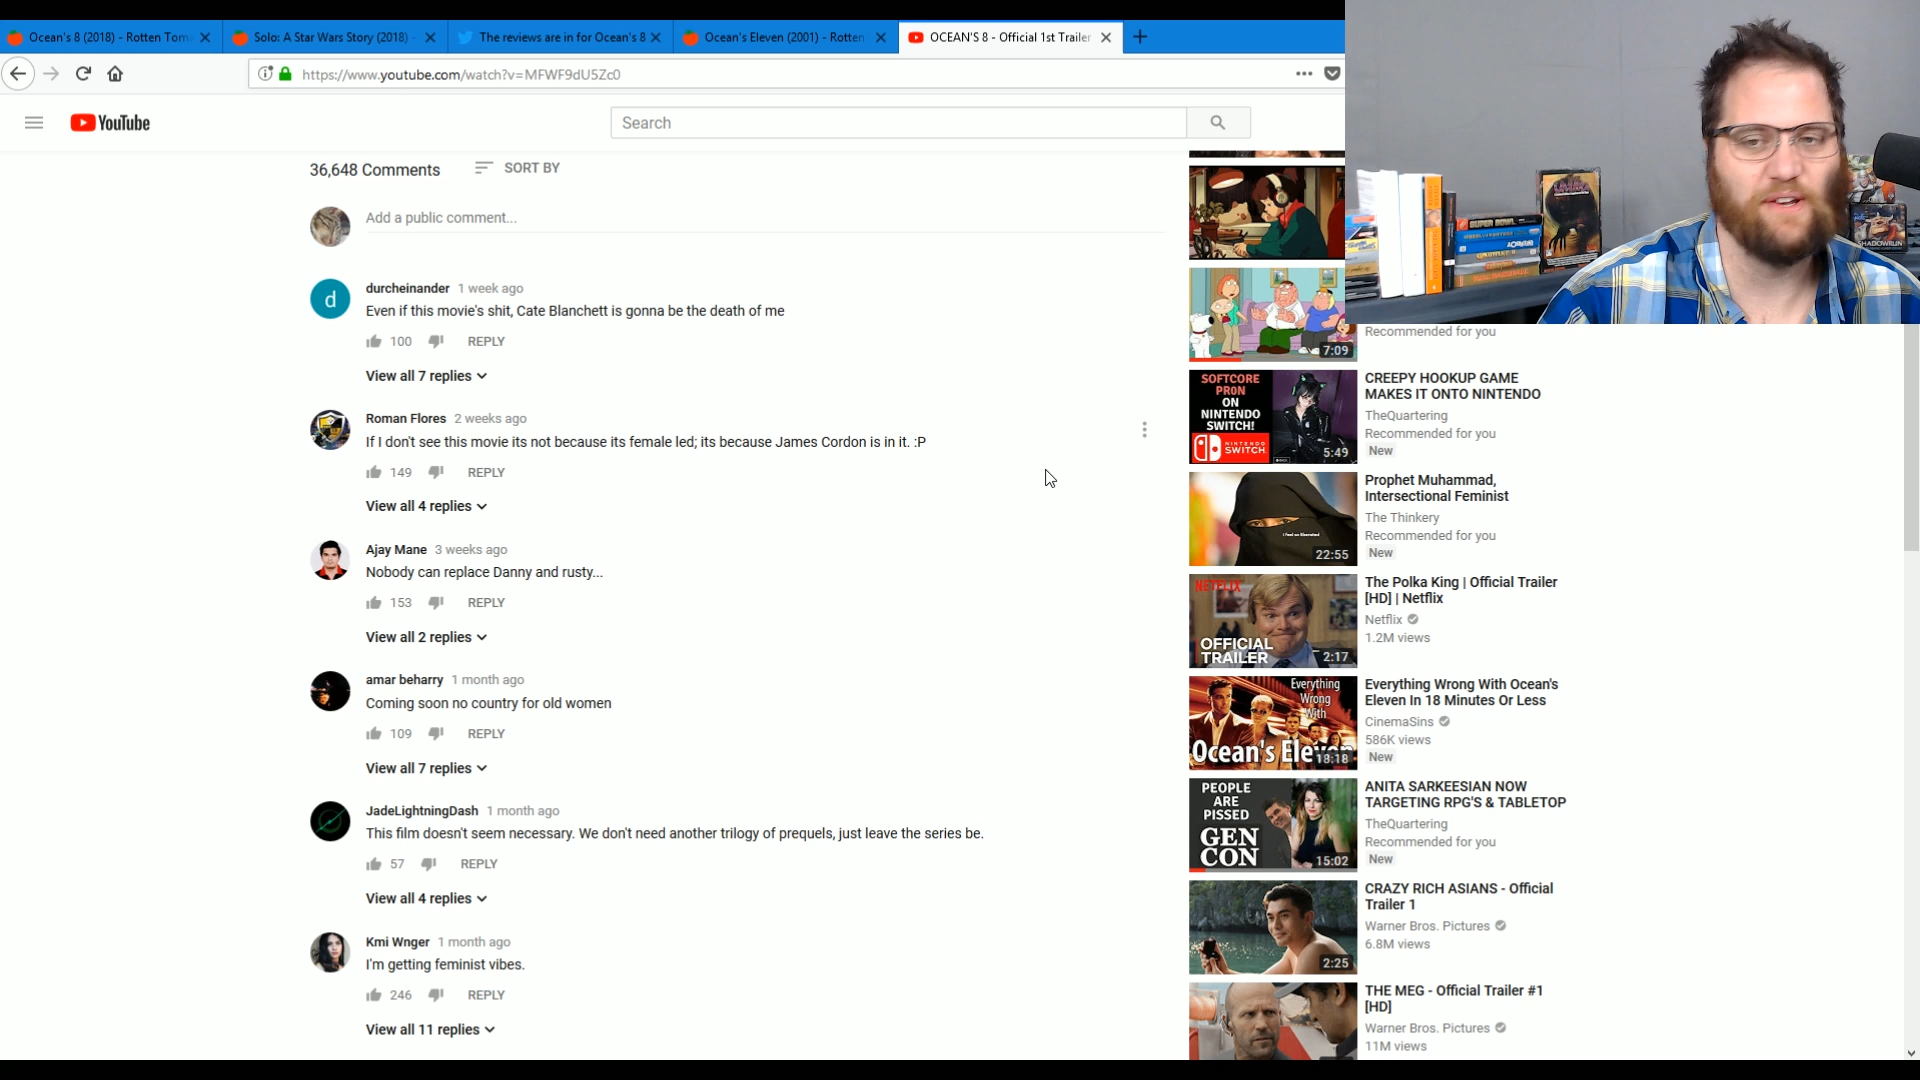 Ocean's 8 (2018) - Rotten Tom
Solo: A Star Wars Story (2018) -
The reviews are in for Ocean's 8
Ocean's Eleven (2001) - Rotten
OCEAN'S 8 - Official 1st Trailer
https://www.youtube.com/watch?v=MFWF9dU5Zc0
YouTube
Search
36,648 Comments
SORT BY
Add a public comment...
d
durcheinander 1 week ago
Even if this movie's shit, Cate Blanchett is gonna be the death of me
100 REPLY
View all 7 replies
Roman Flores 2 weeks ago
If I don't see this movie its not because its female led; its because James Cordon is in it. :P
149 REPLY
View all 4 replies
Ajay Mane 3 weeks ago
Nobody can replace Danny and rusty...
153 REPLY
View all 2 replies
amar beharry 1 month ago
Coming soon no country for old women
109 REPLY
View all 7 replies
JadeLightningDash 1 month ago
This film doesn't seem necessary. We don't need another trilogy of prequels, just leave the series be.
57 REPLY
View all 4 replies
Kmi Wnger 1 month ago
I'm getting feminist vibes.
246 REPLY
View all 11 replies
7:09
Recommended for you
SOFTCORE
PR0N
ON
NINTENDO
SWITCH!
NINTENDO
SWITCH
5:49
CREEPY HOOKUP GAME
MAKES IT ONTO NINTENDO
TheQuartering
Recommended for you
New
I feel so liberated
22:55
Prophet Muhammad,
Intersectional Feminist
The Thinkery
Recommended for you
New
NETFLIX
OFFICIAL
TRAILER
2:17
The Polka King | Official Trailer
[HD] | Netflix
Netflix
1.2M views
Everything
Wrong
With
Ocean's Eleven
18:18
Everything Wrong With Ocean's
Eleven In 18 Minutes Or Less
CinemaSins
586K views
New
PEOPLE
ARE
PISSED
GEN
CON
15:02
ANITA SARKEESIAN NOW
TARGETING RPG'S & TABLETOP
TheQuartering
Recommended for you
New
2:25
CRAZY RICH ASIANS - Official
Trailer 1
Warner Bros. Pictures
6.8M views
THE MEG - Official Trailer #1
[HD]
Warner Bros. Pictures
11M views
SUPER BOWL
SHADOWRUN